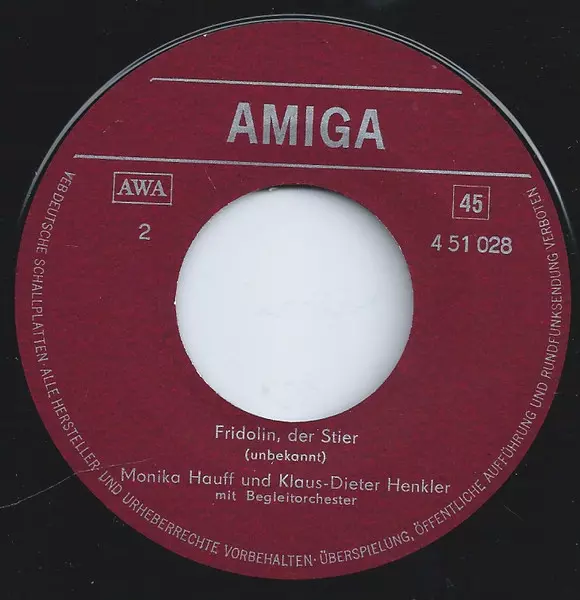 AMIGA
AWA
45
2
4 51 028
Fridolin, der Stier
(unbekannt)
Monika Hauff und Klaus-Dieter Henkler
mit Begleitorchester
VEB DEUTSCHE SCHALLPLATTEN ALLE HERSTELLER- UND URHEBERRECHTE VORBEHALTEN · ÜBERSPIELUNG, ÖFFENTLICHE AUFFÜHRUNG UND RUNDFUNKSENDUNG VERBOTEN